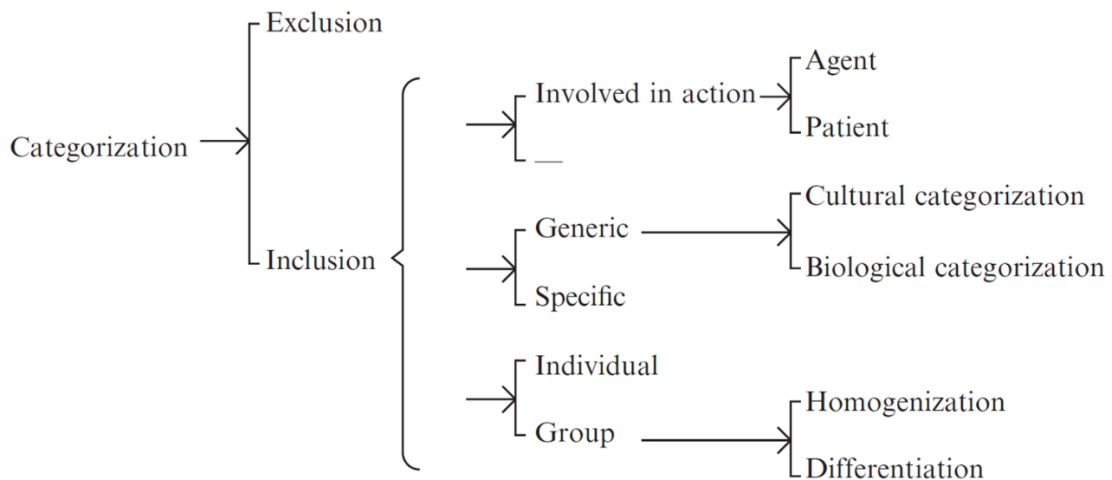 Categorization
Exclusion
Inclusion
Involved in action
Agent
Patient
Generic
Specific
Cultural categorization
Biological categorization
Individual
Group
Homogenization
Differentiation